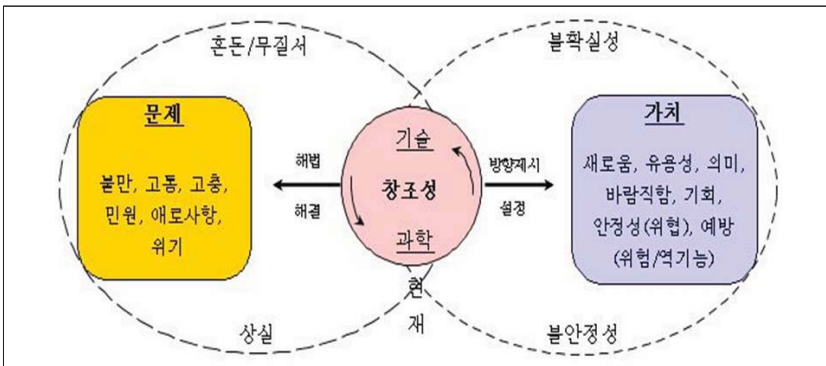 혼돈/무질서
불확실성
문제
불만, 고통, 고충,
민원, 애로사항,
위기
해법
해결
기술
창조성
과학
현
재
방향제시
설정
가치
새로움, 유용성, 의미,
바람직함, 기회,
안정성(위협), 예방
(위험/역기능)
상실
불안정성